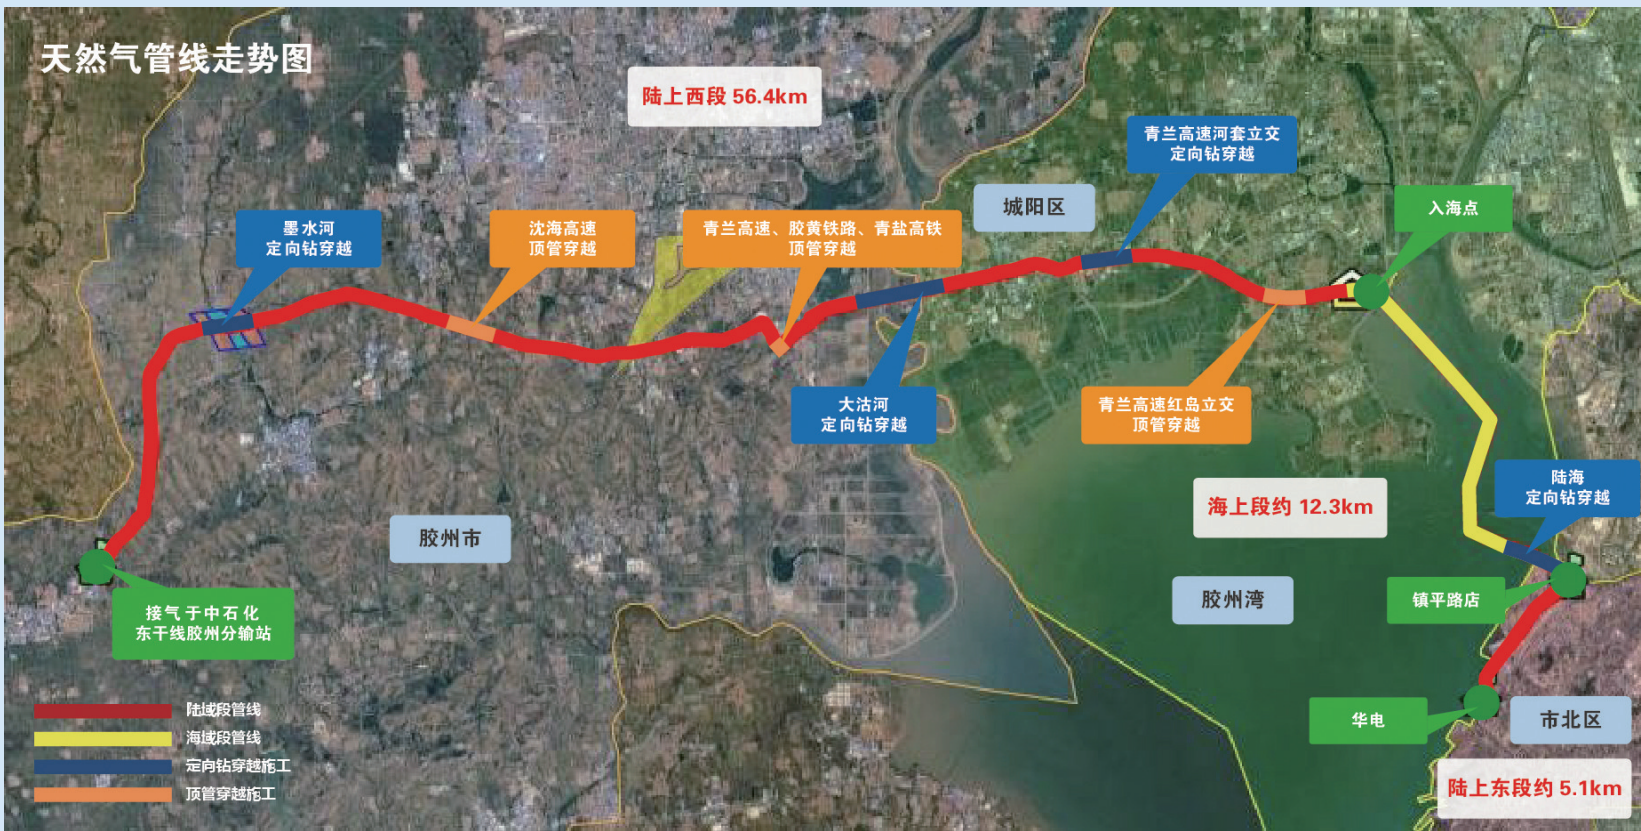 天然气管线走势图
陆上西段 56.4km
青兰高速河套立交
定向钻穿越
城阳区
入海点
墨水河
定向钻穿越
沈海高速
顶管穿越
青兰高速、胶黄铁路、青盐高铁
顶管穿越
大沽河
定向钻穿越
青兰高速红岛立交
顶管穿越
陆海
定向钻穿越
海上段约 12.3km
胶州市
胶州湾
镇平路店
接气于中石化
东干线胶州分输站
华电
市北区
陆上东段约 5.1km
陆域段管线
海域段管线
定向钻穿越施工
顶管穿越施工